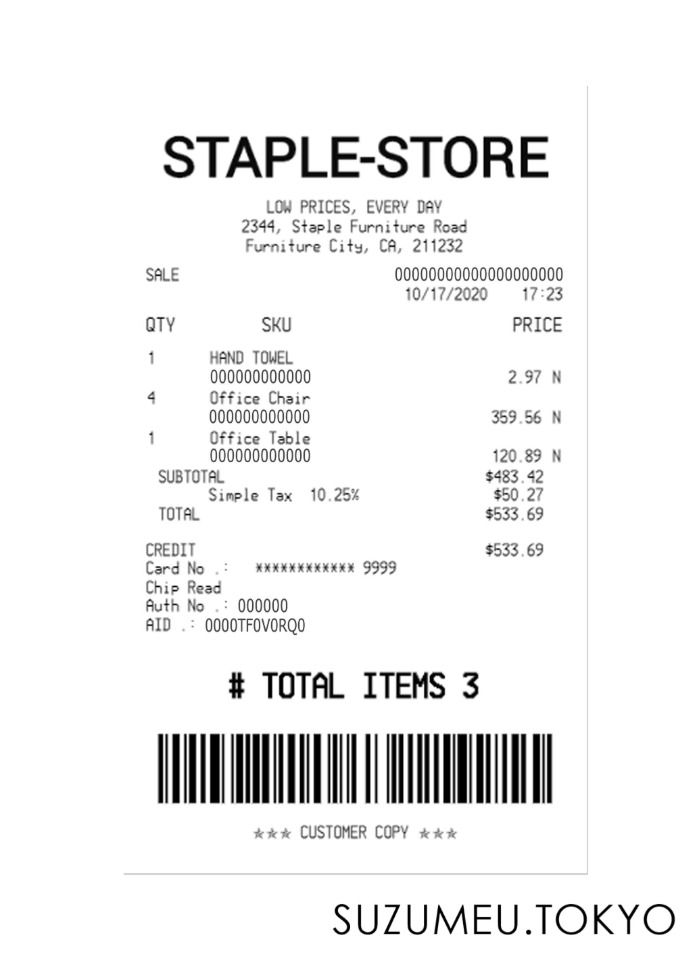 STAPLE-STORE
LOW PRICES, EVERY DAY
2344, Staple Furniture Road
Furniture City, CA, 211232
SALE 00000000000000000000
10/17/2020 17:23
QTY SKU PRICE
1 HAND TOWEL
000000000000 2.97 N
4 Office Chair
000000000000 359.56 N
1 Office Table
000000000000 120.89 N
SUBTOTAL $483.42
Simple Tax 10.25% $50.27
TOTAL $533.69
CREDIT $533.69
Card No .: ************ 9999
Chip Read
Auth No .: 000000
AID .: 0000TF0V0RQ0
# TOTAL ITEMS 3
*** CUSTOMER COPY ***
SUZUMEU.TOKYO